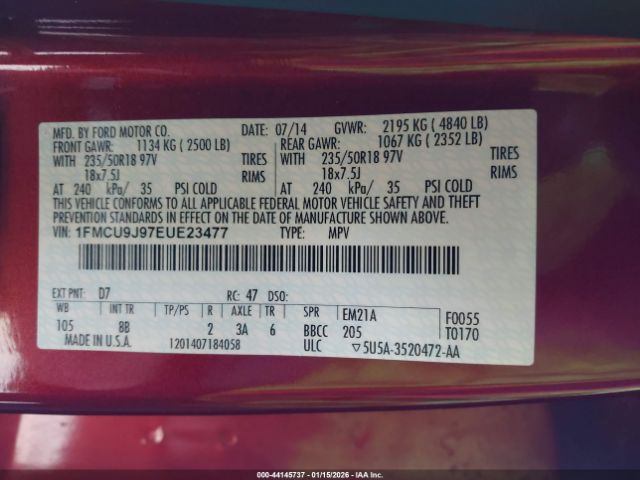 MFD. BY FORD MOTOR CO. DATE: 07/14 GVWR: 2195 KG ( 4840 LB)
FRONT GAWR: 1134 KG ( 2500 LB) REAR GAWR: 1067 KG ( 2352 LB)
WITH 235/50R18 97V TIRES WITH 235/50R18 97V TIRES
18x7.5J RIMS 18x7.5J RIMS
AT 240 kPa/ 35 PSI COLD AT 240 kPa/ 35 PSI COLD
THIS VEHICLE CONFORMS TO ALL APPLICABLE FEDERAL MOTOR VEHICLE SAFETY AND THEFT
PREVENTION STANDARDS IN EFFECT ON THE DATE OF MANUFACTURE SHOWN ABOVE.
VIN: 1FMCU9J97EUE23477 TYPE: MPV
EXT PNT: D7 RC: 47 DSO:
WB INT TR TP/PS R AXLE TR SPR EM21A F0055
105 8B 2 3A 6 BBCC 205 T0170
MADE IN U.S.A. 1201407184058 ULC ▽5U5A-3520472-AA
000-44145737 - 01/15/2026 - IAA Inc.